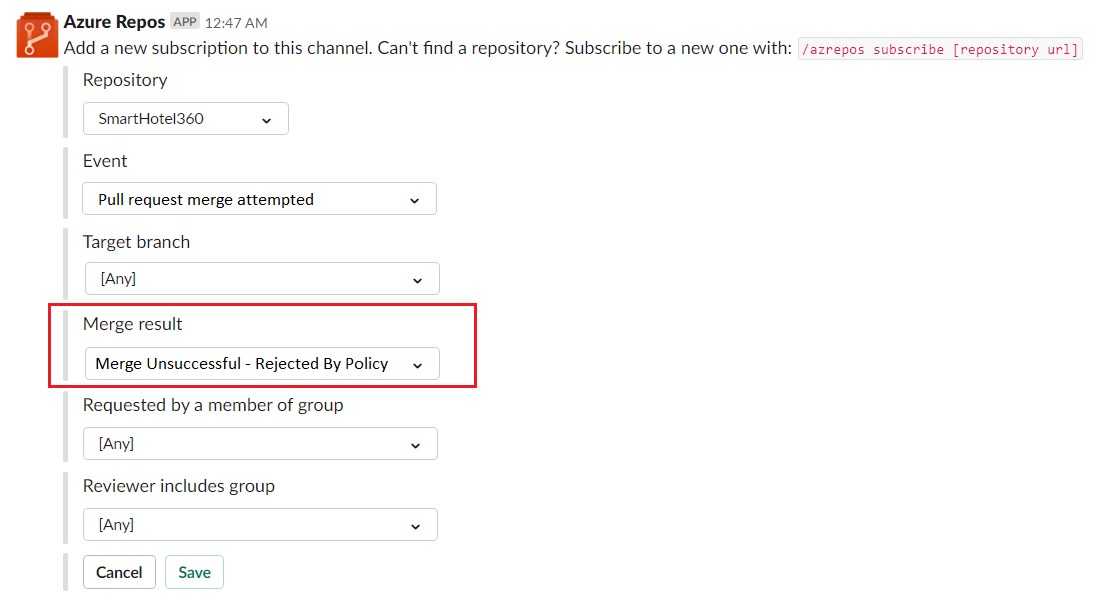 Azure Repos APP 12:47 AM
Add a new subscription to this channel. Can't find a repository? Subscribe to a new one with: /azrepos subscribe [repository url]
Repository
SmartHotel360
Event
Pull request merge attempted
Target branch
[Any]
Merge result
Merge Unsuccessful - Rejected By Policy
Requested by a member of group
[Any]
Reviewer includes group
[Any]
Cancel Save